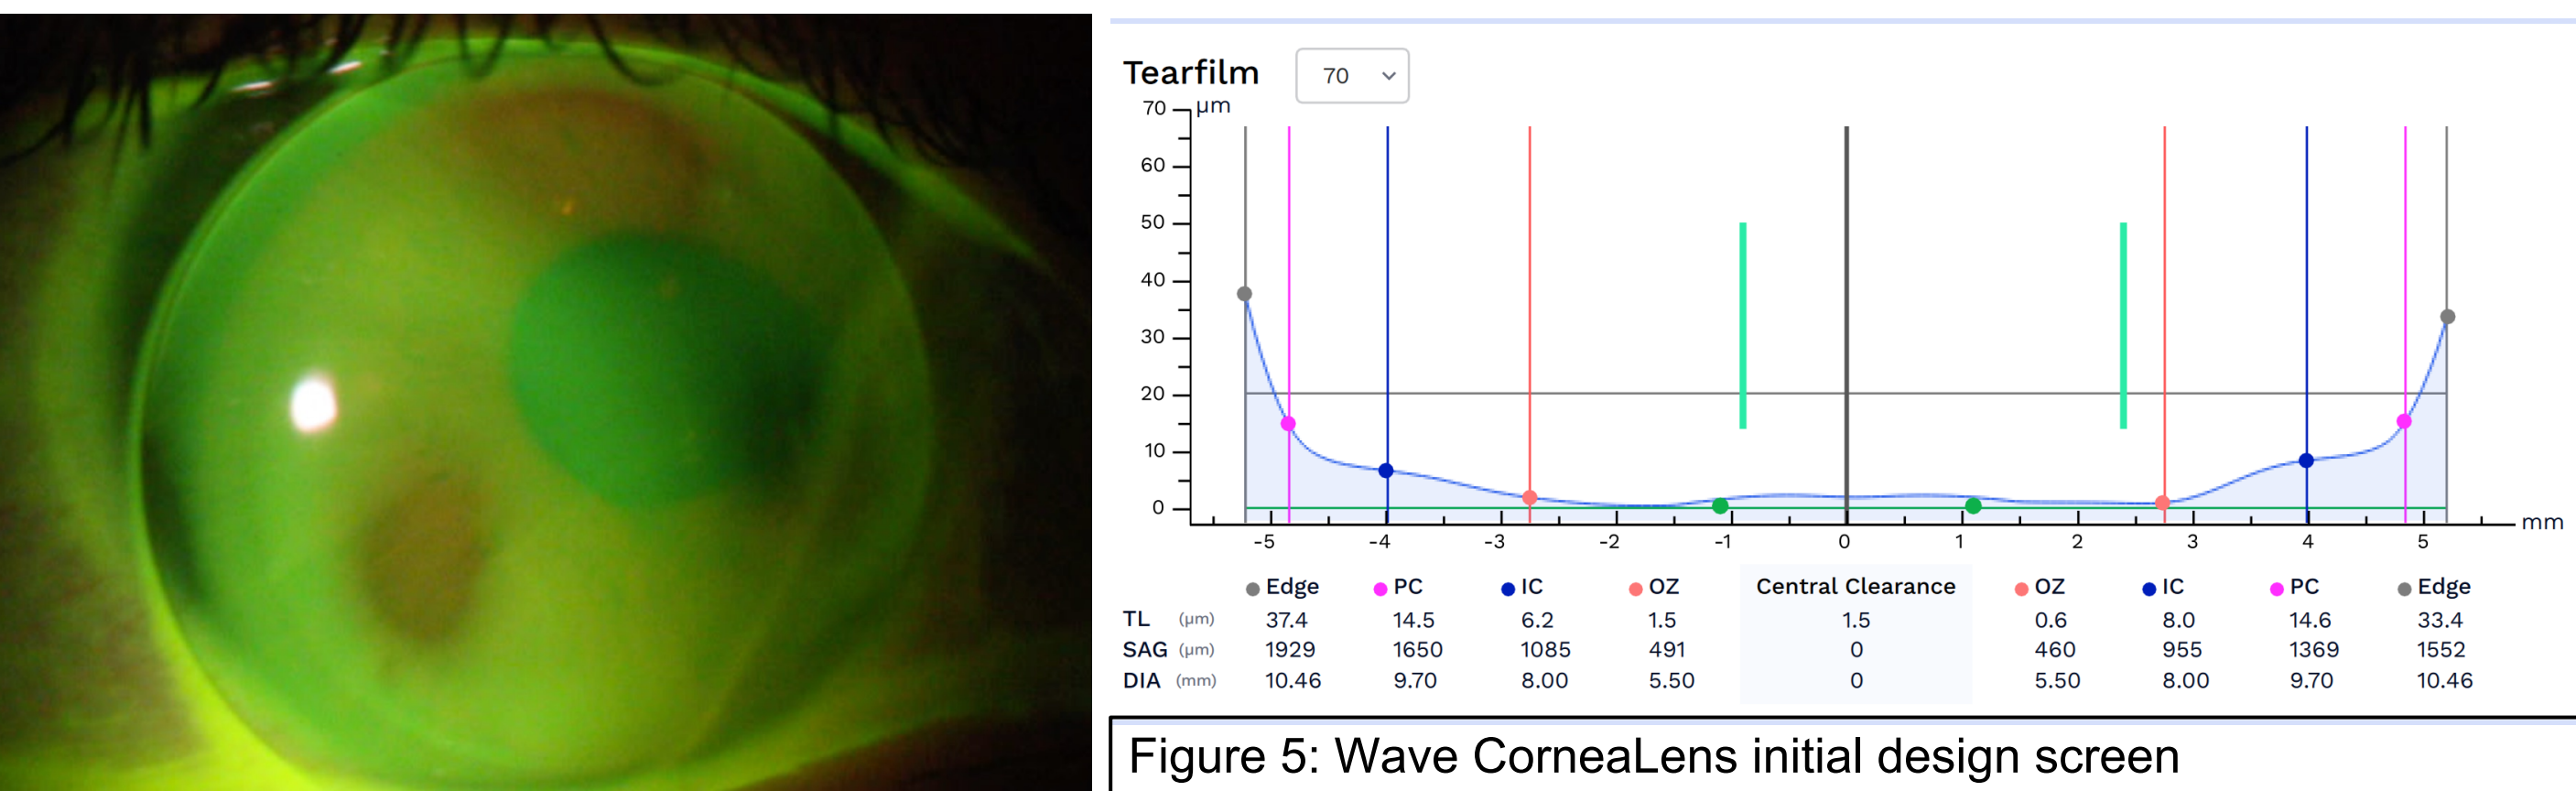 Tearfilm 70
70 µm
60
50
40
30
20
10
0
-5 -4 -3 -2 -1 0 1 2 3 4 5 mm
Edge PC IC OZ Central Clearance OZ IC PC Edge
TL (µm) 37.4 14.5 6.2 1.5 1.5 0.6 8.0 14.6 33.4
SAG (µm) 1929 1650 1085 491 0 460 955 1369 1552
DIA (mm) 10.46 9.70 8.00 5.50 0 5.50 8.00 9.70 10.46
Figure 5: Wave CorneaLens initial design screen